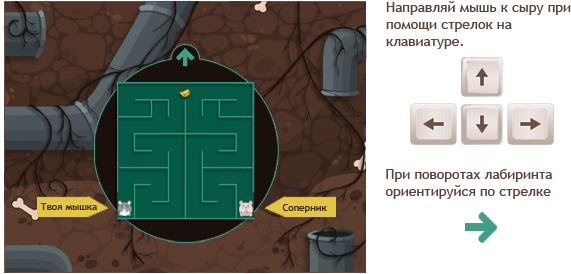 Направляй мышь к сыру при
помощи стрелок на
клавиатуре.
При поворотах лабиринта
ориентируйся по стрелке
Твоя мышка
Соперник